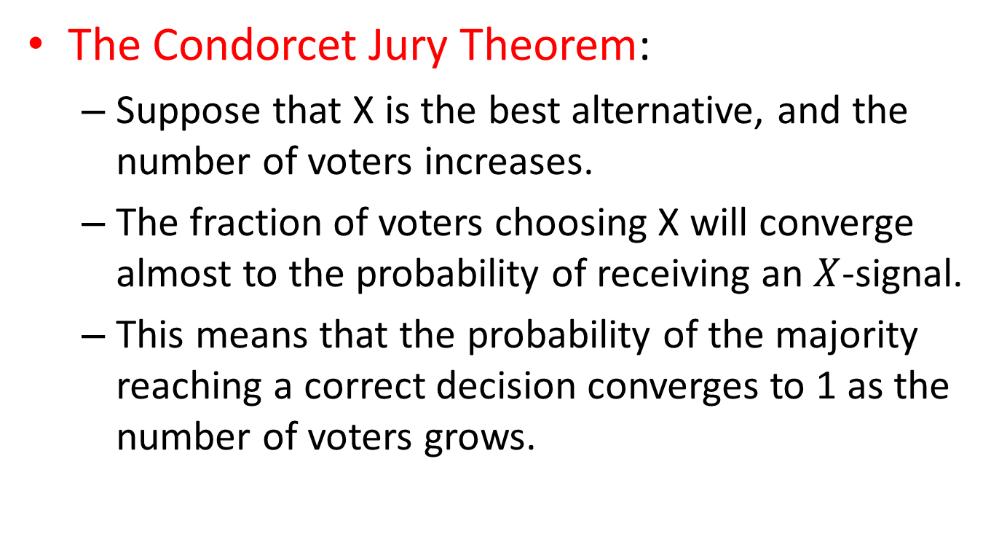 • The Condorcet Jury Theorem:
– Suppose that X is the best alternative, and the
number of voters increases.
– The fraction of voters choosing X will converge
almost to the probability of receiving an X-signal.
– This means that the probability of the majority
reaching a correct decision converges to 1 as the
number of voters grows.